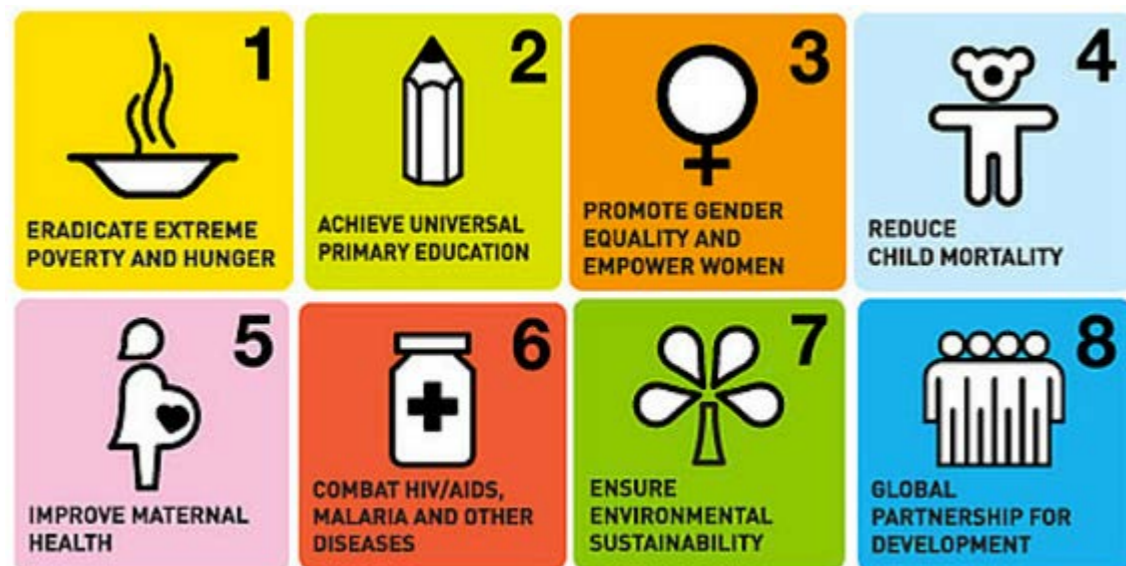 1
ERADICATE EXTREME
POVERTY AND HUNGER
2
ACHIEVE UNIVERSAL
PRIMARY EDUCATION
3
PROMOTE GENDER
EQUALITY AND
EMPOWER WOMEN
4
REDUCE
CHILD MORTALITY
5
IMPROVE MATERNAL
HEALTH
6
COMBAT HIV/AIDS,
MALARIA AND OTHER
DISEASES
7
ENSURE
ENVIRONMENTAL
SUSTAINABILITY
8
GLOBAL
PARTNERSHIP FOR
DEVELOPMENT